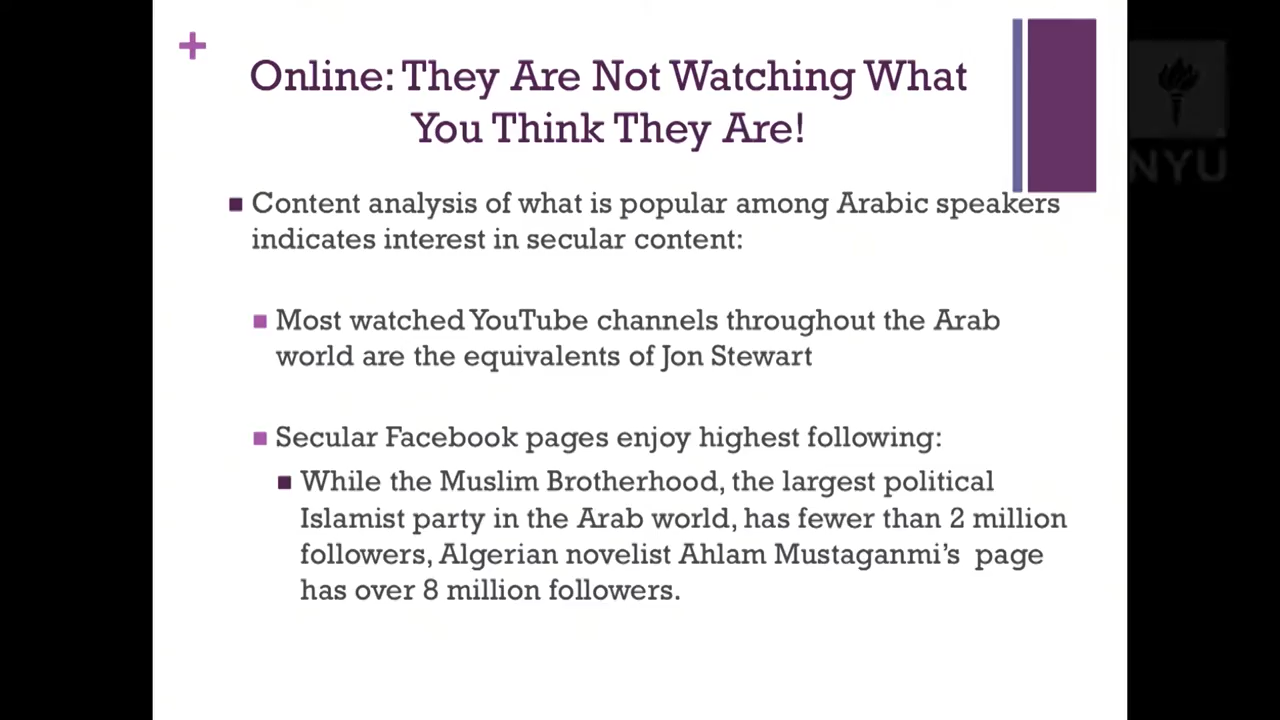 Online: They Are Not Watching What
You Think They Are!
Content analysis of what is popular among Arabic speakers
indicates interest in secular content:
Most watched YouTube channels throughout the Arab
world are the equivalents of Jon Stewart
Secular Facebook pages enjoy highest following:
While the Muslim Brotherhood, the largest political
Islamist party in the Arab world, has fewer than 2 million
followers, Algerian novelist Ahlam Mustaganmi's page
has over 8 million followers.
NYU